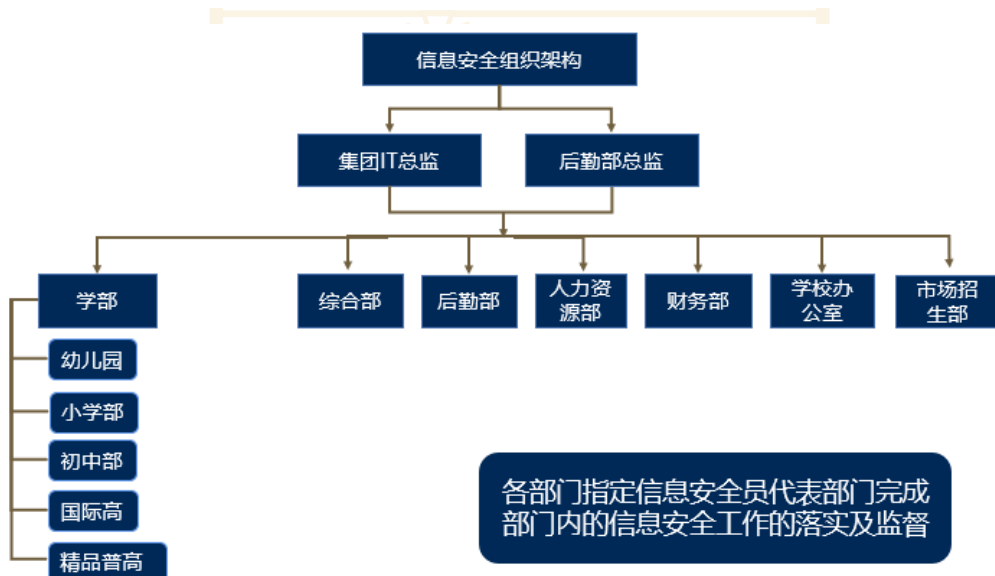 信息安全组织架构
集团IT总监
后勤部总监
学部
综合部
后勤部
人力资
源部
财务部
学校办
公室
市场招
生部
幼儿园
小学部
初中部
国际高
精品普高
各部门指定信息安全员代表部门完成
部门内的信息安全工作的落实及监督